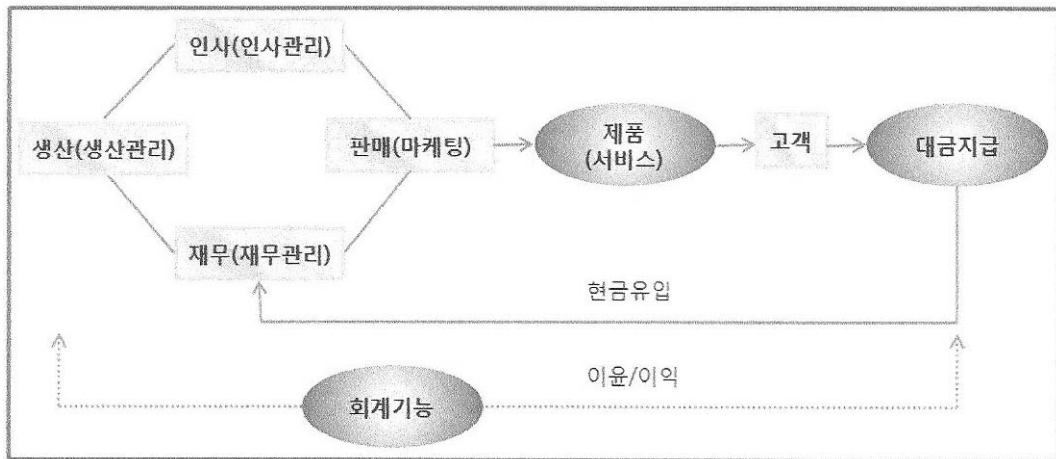 인사(인사관리)
생산(생산관리)
판매(마케팅)
제품
(서비스)
고객
대금지급
재무(재무관리)
현금유입
이윤/이익
회계기능